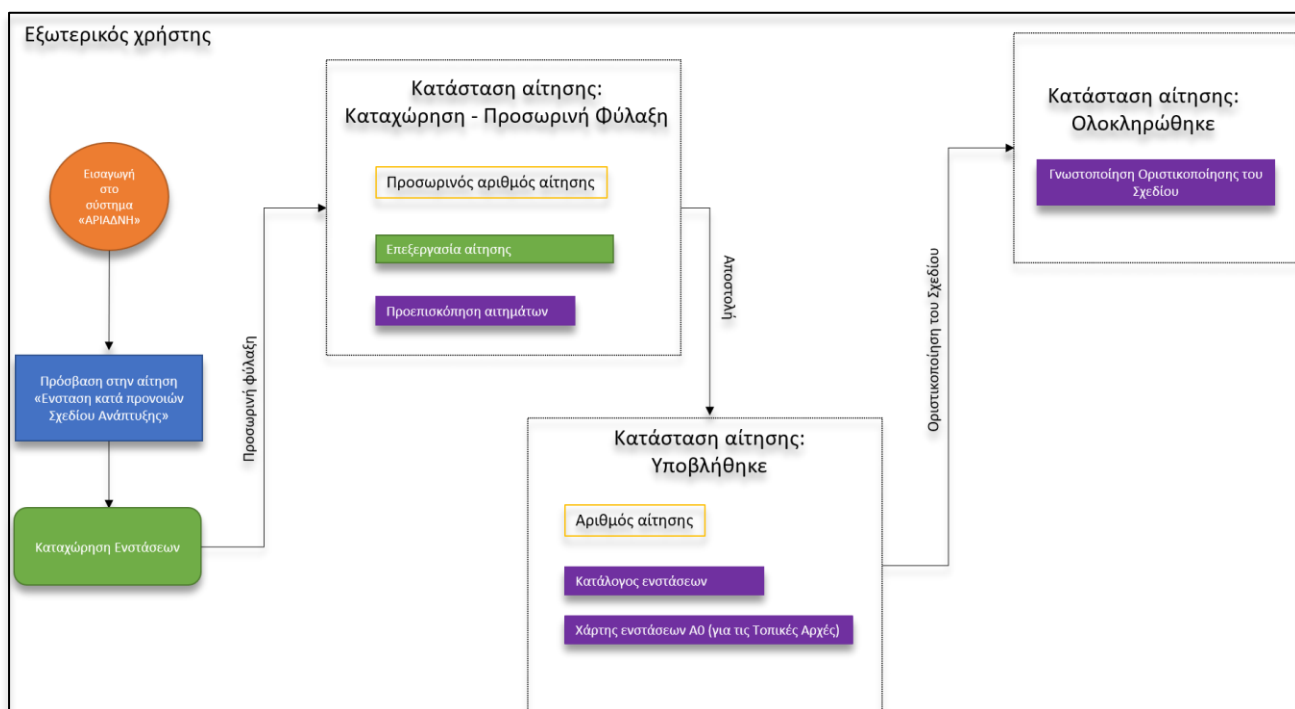 Εξωτερικός χρήστης
Εισαγωγή
στο
σύστημα
«ΑΡΙΑΔΝΗ»
Πρόσβαση στην αίτηση
«Ενσταση κατά προνοιών
Σχεδίου Ανάπτυξης»
Καταχώρηση Ενστάσεων
Προσωρινή φύλαξη
Κατάσταση αίτησης:
Καταχώρηση - Προσωρινή Φύλαξη
Προσωρινός αριθμός αίτησης
Επεξεργασία αίτησης
Προεπισκόπηση αιτημάτων
Αποστολή
Κατάσταση αίτησης:
Υποβλήθηκε
Αριθμός αίτησης
Κατάλογος ενστάσεων
Χάρτης ενστάσεων Α0 (για τις Τοπικές Αρχές)
Οριστικοποίηση του Σχεδίου
Κατάσταση αίτησης:
Ολοκληρώθηκε
Γνωστοποίηση Οριστικοποίησης του
Σχεδίου